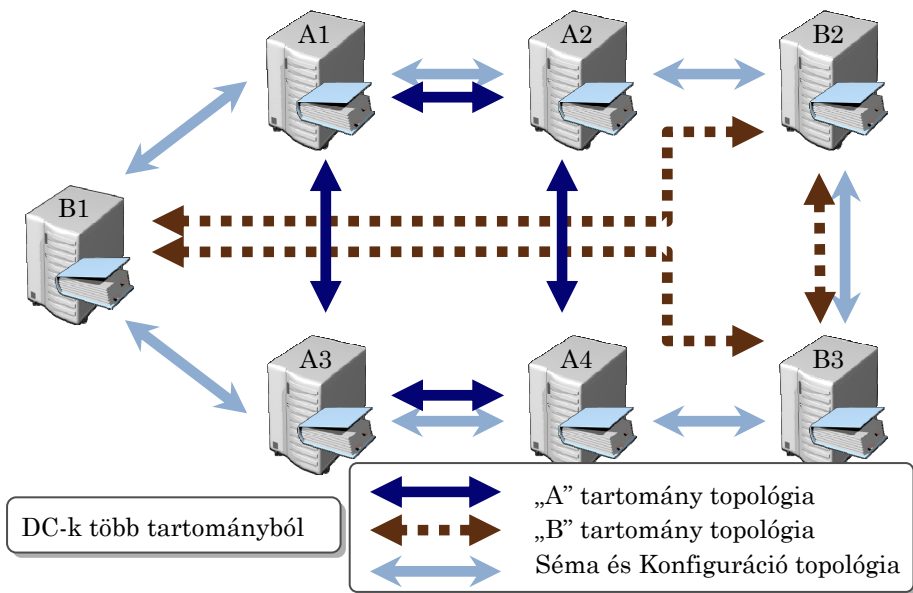 A1
A2
B2
B1
A3
A4
B3
DC-k több tartományból
„A” tartomány topológia
„B” tartomány topológia
Séma és Konfiguráció topológia